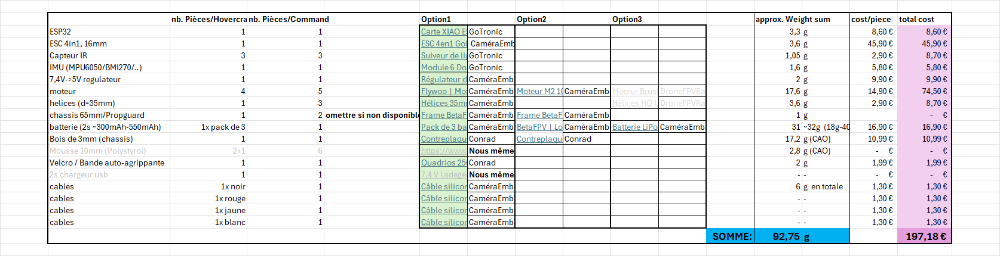 nb. Pièces/Hovercra nb. Pièces/Command Option1 Option2 Option3 approx. Weight sum cost/piece total cost
ESP32 1 1 Carte XIAO ES GoTronic 3,3 g 8,60 € 8,60 €
ESC 4in1, 16mm 1 1 ESC 4en1 Go CaméraEmb 3,6 g 45,90 € 45,90 €
Capteur IR 3 3 Suiveur de li GoTronic 1,05 g 2,90 € 8,70 €
IMU (MPU6050/BMI270/..) 1 1 Module 6 Do GoTronic 1,6 g 5,80 € 5,80 €
7,4V->5V regulateur 1 1 Régulateur d CaméraEmb 2 g 9,90 € 9,90 €
moteur 4 5 Flywoo | Mot CaméraEmb Moteur M2 10 CaméraEmb Moteur Brus DroneFPVRa 17,6 g 14,90 € 74,50 €
helices (d=35mm) 1 3 Hélices 35m CaméraEmb Hélices HQ U DroneFPVRa 3,6 g 2,90 € 8,70 €
chassis 65mm/Propguard 1 2 omettre si non disponible Frame BetaF CaméraEmb Frame BetaF CaméraEmb 1 g - €
batterie (2s ~300mAh-550mAh) 1x pack de 3 1 Pack de 3 ba CaméraEmb BetaFPV | Lo CaméraEmb Batterie LiPo CaméraEmb 31 ~32g (18g-40 16,90 € 16,90 €
Bois de 3mm (chassis) 1 1 Contreplaqu Conrad Contreplaqu Conrad 17,2 g (CAO) 10,99 € 10,99 €
Mousse 10mm (Polystyrol) 2+1 6 https://www. Nous même 2,8 g (CAO) - € - €
Velcro / Bande auto-agrippante 1 1 Quadrios 25 Conrad 2 g 1,99 € 1,99 €
2s chargeur usb 1 1 7,4 V Ladege Nous même - - - € - €
cables 1x noir 1 Câble silicon CaméraEmb 6 g en totale 1,30 € 1,30 €
cables 1x rouge 1 Câble silicon CaméraEmb - - 1,30 € 1,30 €
cables 1x jaune 1 Câble silicon CaméraEmb - - 1,30 € 1,30 €
cables 1x blanc 1 Câble silicon CaméraEmb - - 1,30 € 1,30 €
SOMME: 92,75 g 197,18 €